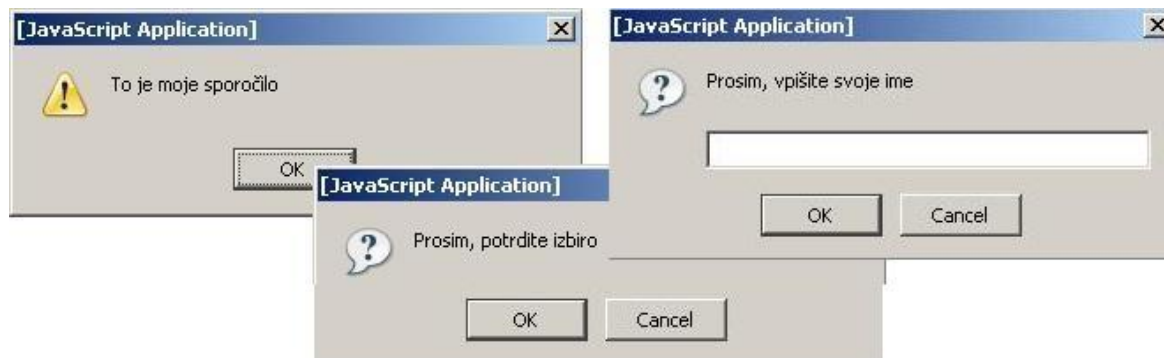 [JavaScript Application]
To je moje sporočilo
OK
[JavaScript Application]
Prosim, potrdite izbiro
OK Cancel
[JavaScript Application]
Prosim, vpišite svoje ime
OK Cancel